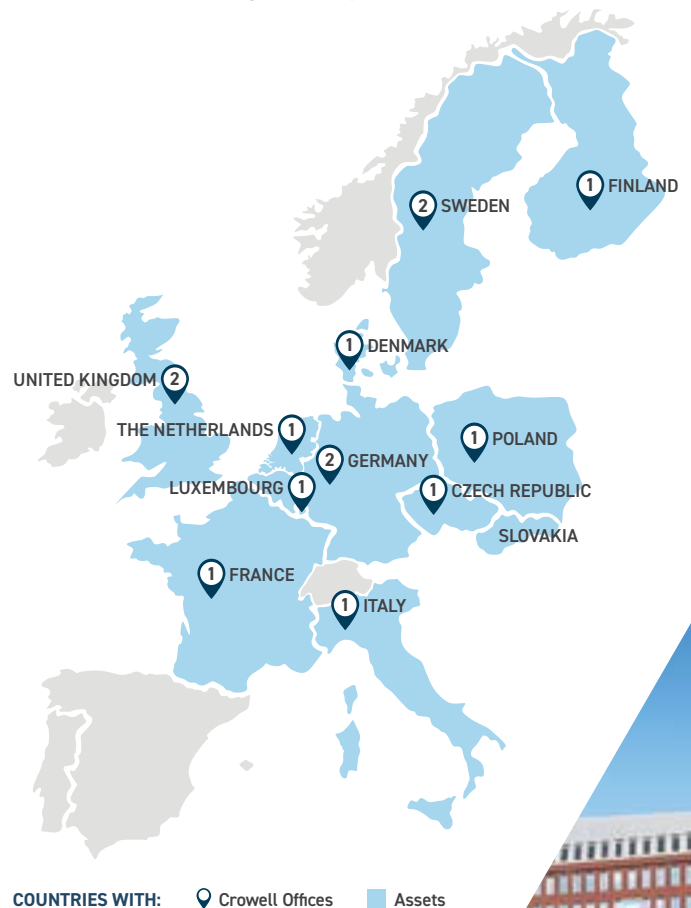 1 FINLAND
2 SWEDEN
1 DENMARK
UNITED KINGDOM 2
THE NETHERLANDS 1
1 POLAND
2 GERMANY
LUXEMBOURG 1
1 CZECH REPUBLIC
SLOVAKIA
1 FRANCE
1 ITALY
COUNTRIES WITH: Crowell Offices Assets